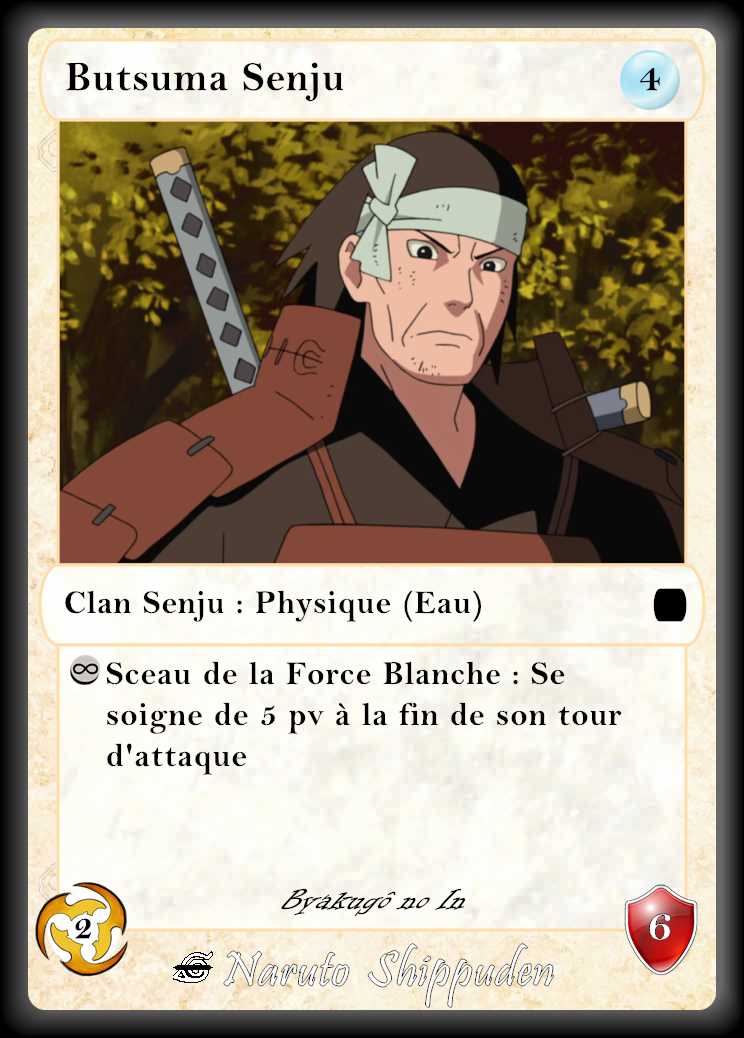 Butsuma Senju 4
Clan Senju : Physique (Eau)
Sceau de la Force Blanche : Se
soigne de 5 pv à la fin de son tour
d'attaque
Byakugô no In
2 6
Naruto Shippuden